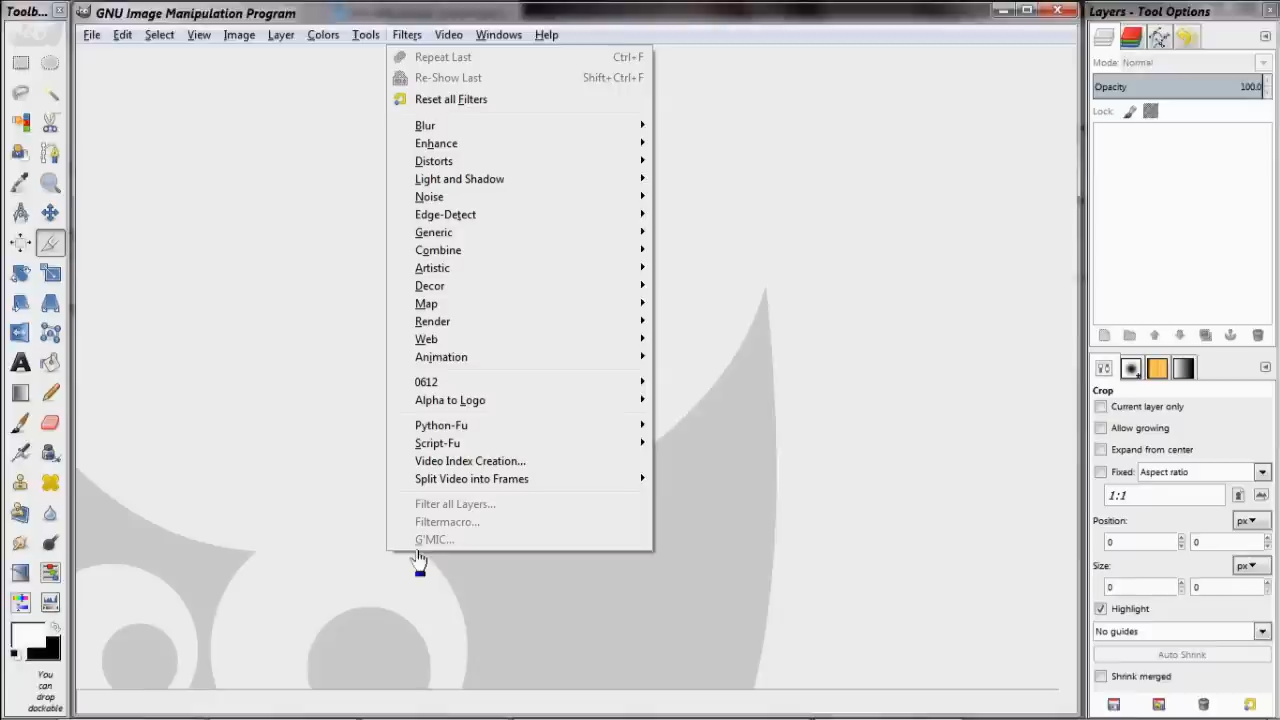 Toolb...
GNU Image Manipulation Program
Layers - Tool Options
File Edit Select View Image Layer Colors Tools Filters Video Windows Help
Repeat Last Ctrl+F
Re-Show Last Shift+Ctrl+F
Reset all Filters
Blur
Enhance
Distorts
Light and Shadow
Noise
Edge-Detect
Generic
Combine
Artistic
Decor
Map
Render
Web
Animation
0612
Alpha to Logo
Python-Fu
Script-Fu
Video Index Creation...
Split Video into Frames
Filter all Layers...
Filtermacro...
G'MIC...
You
can
drop
dockable
Mode: Normal
Opacity 100.0
Lock:
Crop
Current layer only
Allow growing
Expand from center
Fixed: Aspect ratio
1:1
Position: px
0 0
Size: px
0 0
Highlight
No guides
Auto Shrink
Shrink merged